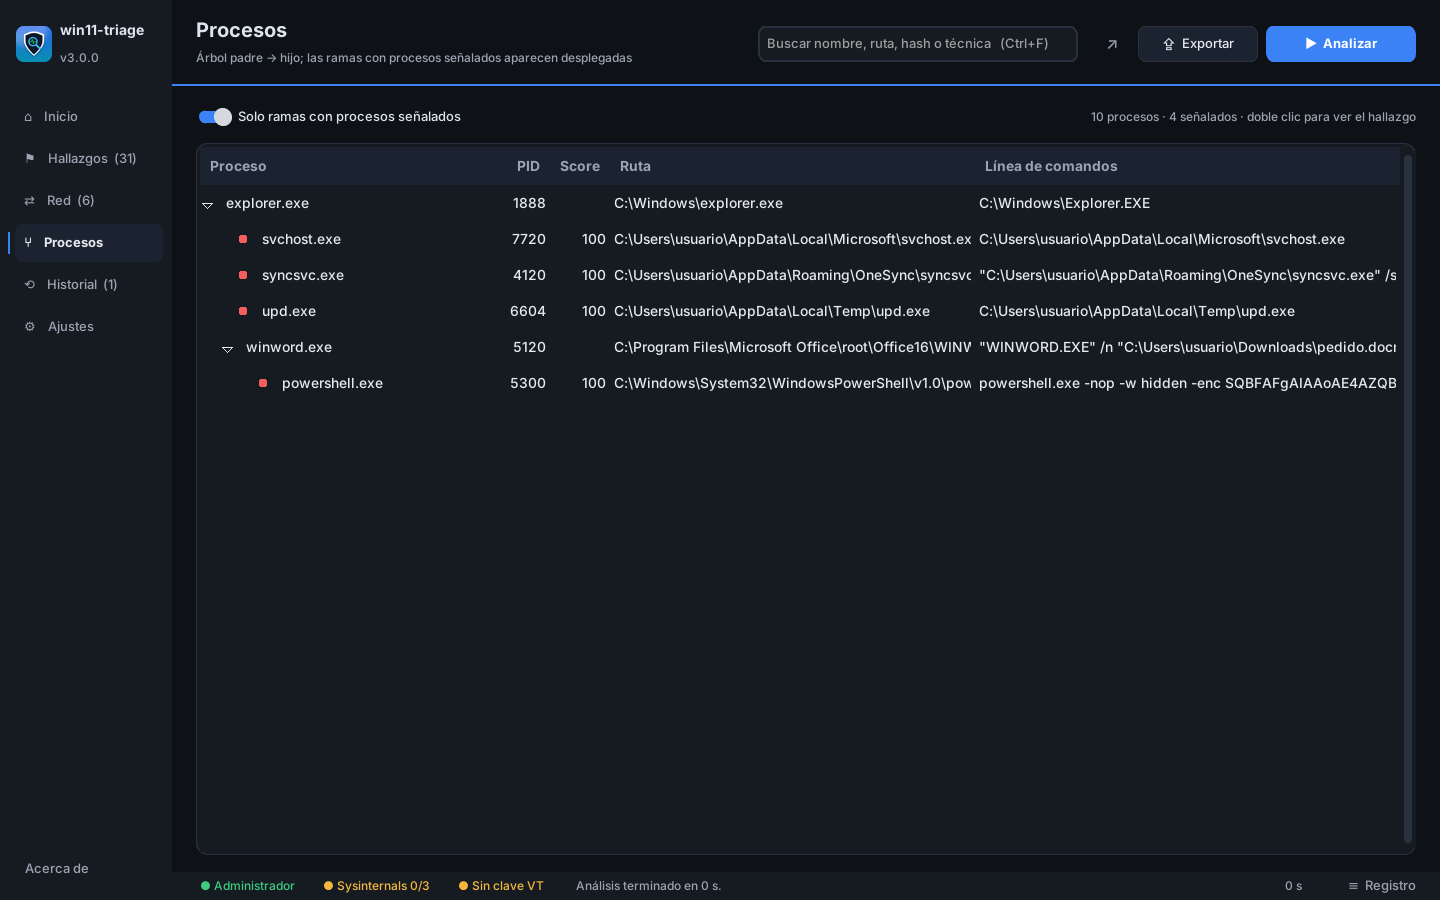 win11-triage
v3.0.0
Inicio
Hallazgos (31)
Red (6)
Procesos
Historial (1)
Ajustes
Acerca de
Procesos
Árbol padre → hijo; las ramas con procesos señalados aparecen desplegadas
Buscar nombre, ruta, hash o técnica (Ctrl+F)
Exportar
Analizar
Solo ramas con procesos señalados
10 procesos · 4 señalados · doble clic para ver el hallazgo
Proceso PID Score Ruta Línea de comandos
explorer.exe 1888 C:\Windows\explorer.exe C:\Windows\Explorer.EXE
svchost.exe 7720 100 C:\Users\usuario\AppData\Local\Microsoft\svchost.ex C:\Users\usuario\AppData\Local\Microsoft\svchost.exe
syncsvc.exe 4120 100 C:\Users\usuario\AppData\Roaming\OneSync\syncsvc "C:\Users\usuario\AppData\Roaming\OneSync\syncsvc.exe" /s
upd.exe 6604 100 C:\Users\usuario\AppData\Local\Temp\upd.exe C:\Users\usuario\AppData\Local\Temp\upd.exe
winword.exe 5120 C:\Program Files\Microsoft Office\root\Office16\WINW "WINWORD.EXE" /n "C:\Users\usuario\Downloads\pedido.docm
powershell.exe 5300 100 C:\Windows\System32\WindowsPowerShell\v1.0\pow powershell.exe -nop -w hidden -enc SQBFAFgAIAAoAE4AZQB
Administrador
Sysinternals 0/3
Sin clave VT
Análisis terminado en 0 s.
0 s
Registro